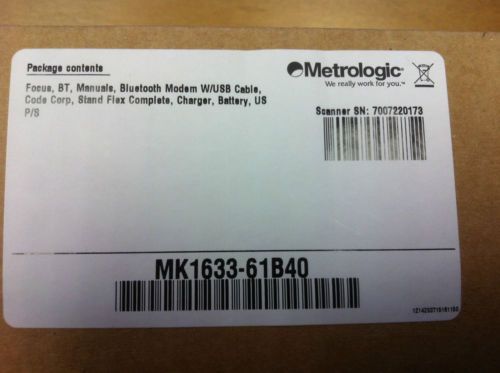 Package contents
Focus, BT, Manuals, Bluetooth Modem W/USB Cable,
Code Corp, Stand Flex Complete, Charger, Battery, US
P/S
Metrologic®
We really work for you.™
Scanner SN: 7007220173
MK1633-61B40